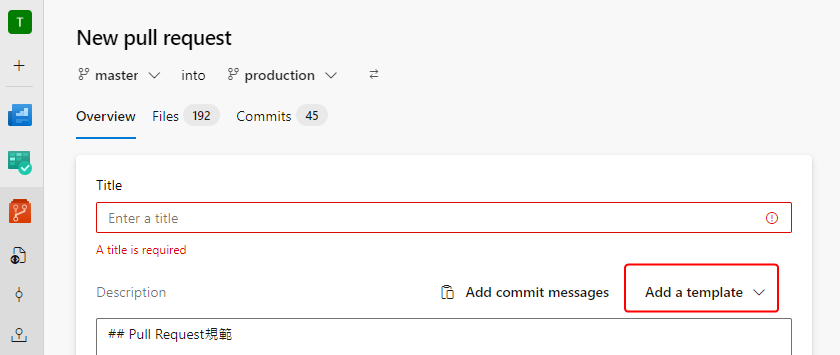 T
New pull request
master into production
Overview Files 192 Commits 45
Title
Enter a title
A title is required
Description Add commit messages Add a template
## Pull Request規範